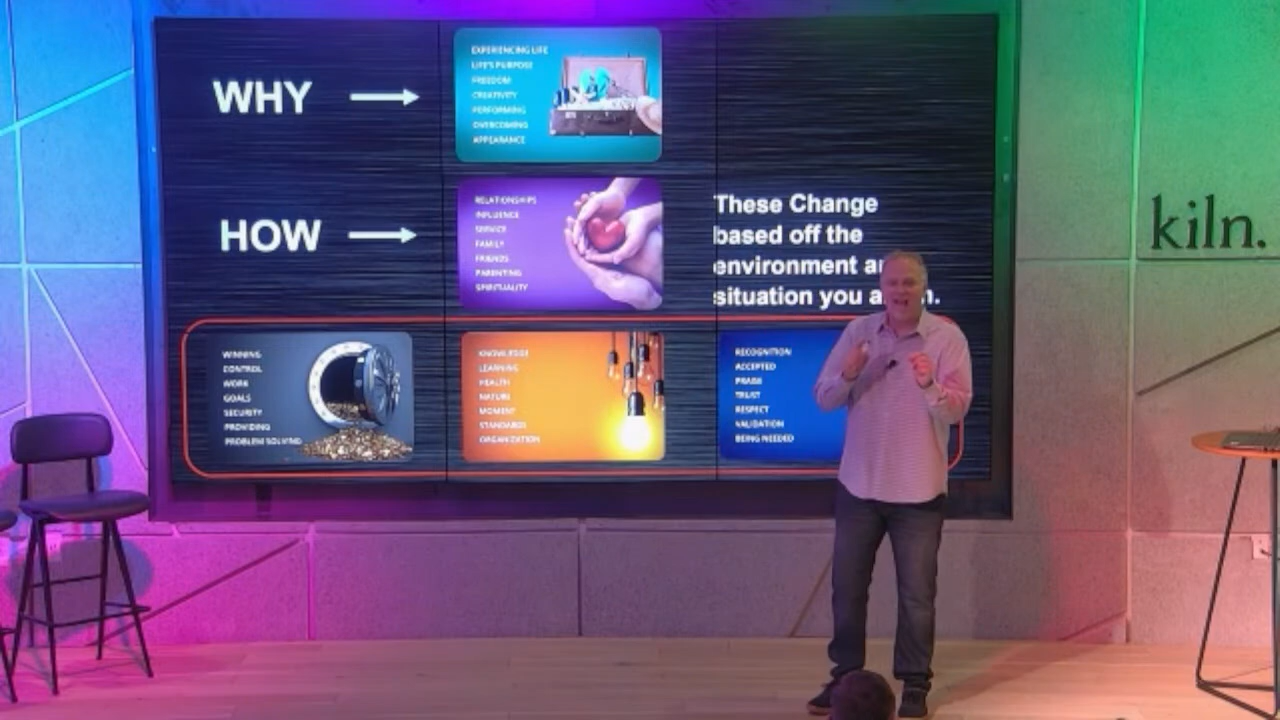 WHY
EXPERIENCING LIFE
LIFE'S PURPOSE
FREEDOM
CREATIVITY
PERFORMING
OVERCOMING
APPEARANCE
HOW
RELATIONSHIPS
INFLUENCE
SERVICE
FAMILY
FRIENDS
PARENTING
SPIRITUALITY
These Change
based off the
environment
situation you
kiln.
WINNING
CONTROL
WORK
GOALS
SECURITY
PROVIDING
PROBLEM SOLVING
KNOWLEDGE
LEARNING
HEALTH
NATURE
MOMENT
STANDARDS
ORGANIZATION
RECOGNITION
ACCEPTED
PRAISE
TRUST
RESPECT
VALIDATION
BEING NEEDED